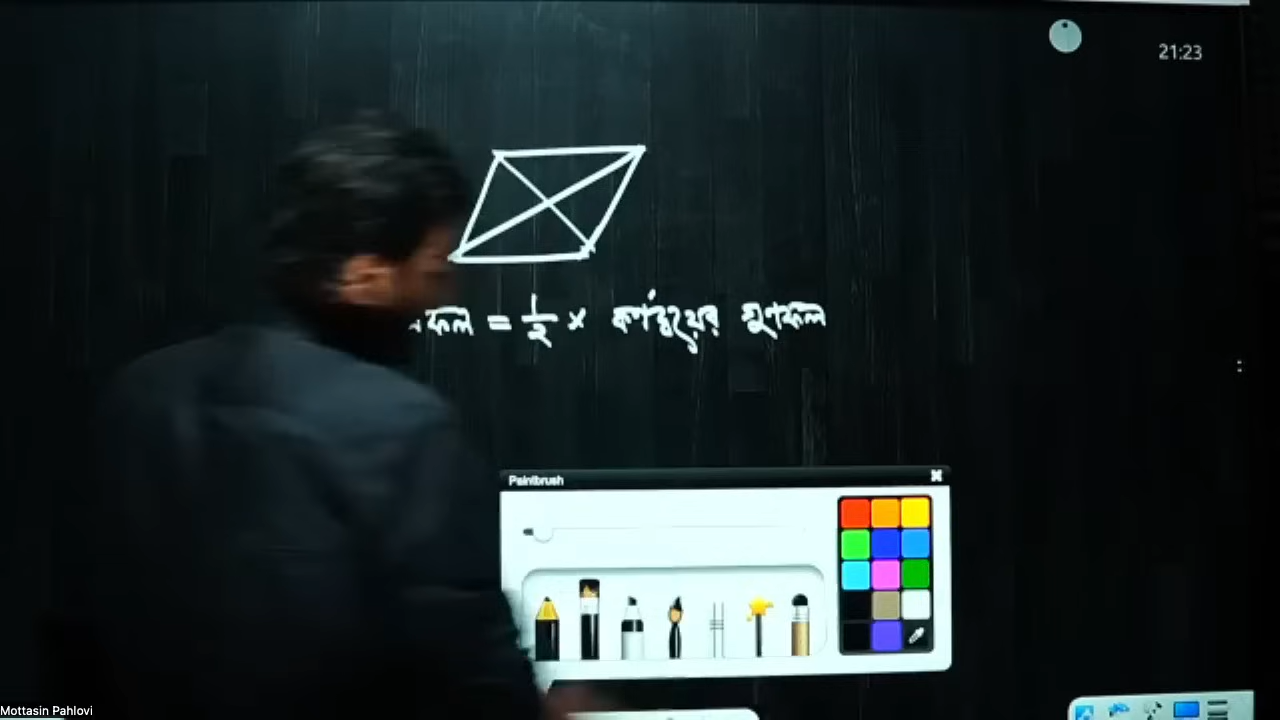 21:23
ফল = 1/2 × কর্ণদ্বয়ের গুণফল
Paintbrush
Mottasin Pahlovi